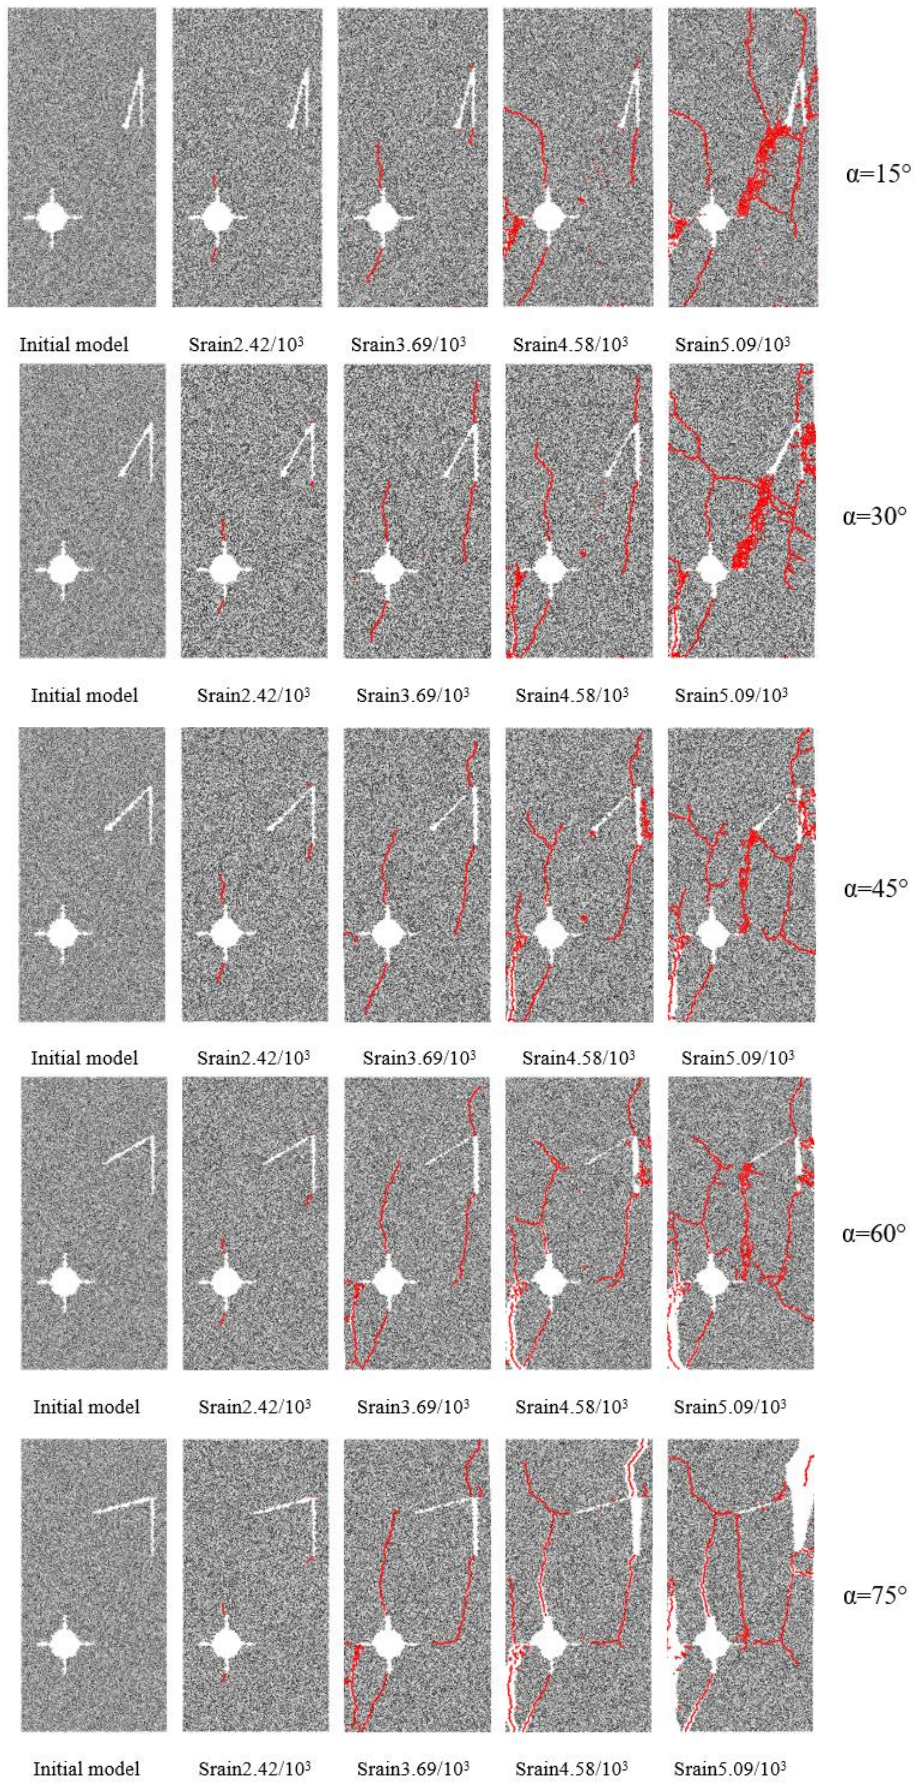 α=15°
Initial model Srain2.42/10³ Srain3.69/10³ Srain4.58/10³ Srain5.09/10³
α=30°
Initial model Srain2.42/10³ Srain3.69/10³ Srain4.58/10³ Srain5.09/10³
α=45°
Initial model Srain2.42/10³ Srain3.69/10³ Srain4.58/10³ Srain5.09/10³
α=60°
Initial model Srain2.42/10³ Srain3.69/10³ Srain4.58/10³ Srain5.09/10³
α=75°
Initial model Srain2.42/10³ Srain3.69/10³ Srain4.58/10³ Srain5.09/10³